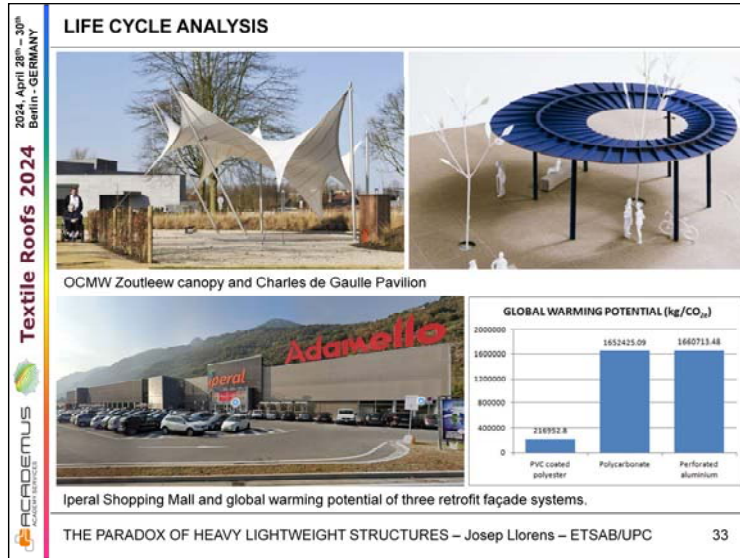 LIFE CYCLE ANALYSIS
2024, April 28th – 30th
Berlin - GERMANY
Textile Roofs 2024
ACADEMUS
ACADEMY SERVICES
OCMW Zoutleew canopy and Charles de Gaulle Pavilion
Adamello
iperal
GLOBAL WARMING POTENTIAL (kg/CO2e)
2000000
1600000
1200000
800000
400000
0
216952.8
1652425.09
1660713.48
PVC coated
polyester
Polycarbonate
Perforated
aluminium
Iperal Shopping Mall and global warming potential of three retrofit façade systems.
THE PARADOX OF HEAVY LIGHTWEIGHT STRUCTURES – Josep Llorens – ETSAB/UPC 33